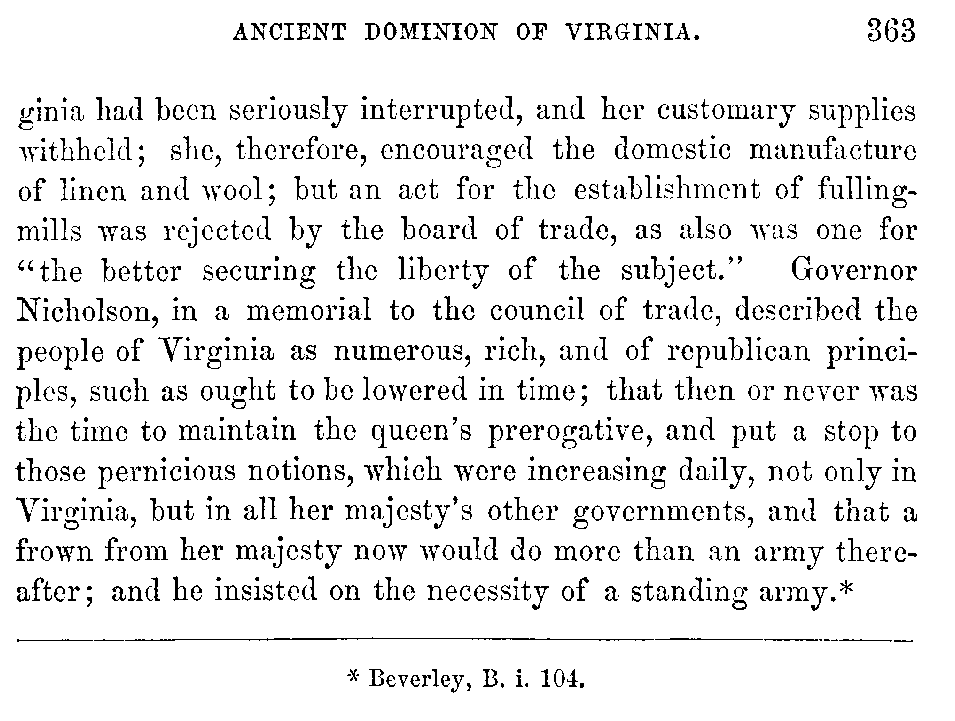 ANCIENT DOMINION OF VIRGINIA. 363
ginia had been seriously interrupted, and her customary supplies
withheld; she, therefore, encouraged the domestic manufacture
of linen and wool; but an act for the establishment of fulling-
mills was rejected by the board of trade, as also was one for
“the better securing the liberty of the subject.” Governor
Nicholson, in a memorial to the council of trade, described the
people of Virginia as numerous, rich, and of republican princi-
ples, such as ought to be lowered in time; that then or never was
the time to maintain the queen's prerogative, and put a stop to
those pernicious notions, which were increasing daily, not only in
Virginia, but in all her majesty's other governments, and that a
frown from her majesty now would do more than an army there-
after; and he insisted on the necessity of a standing army.*
* Beverley, B. i. 104.